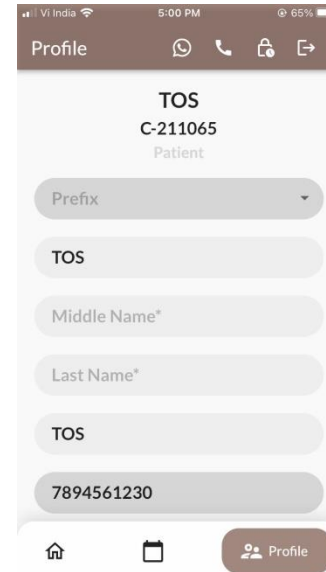 Vi India 5:00 PM 65%
Profile
TOS
C-211065
Patient
Prefix
TOS
Middle Name*
Last Name*
TOS
7894561230
Profile